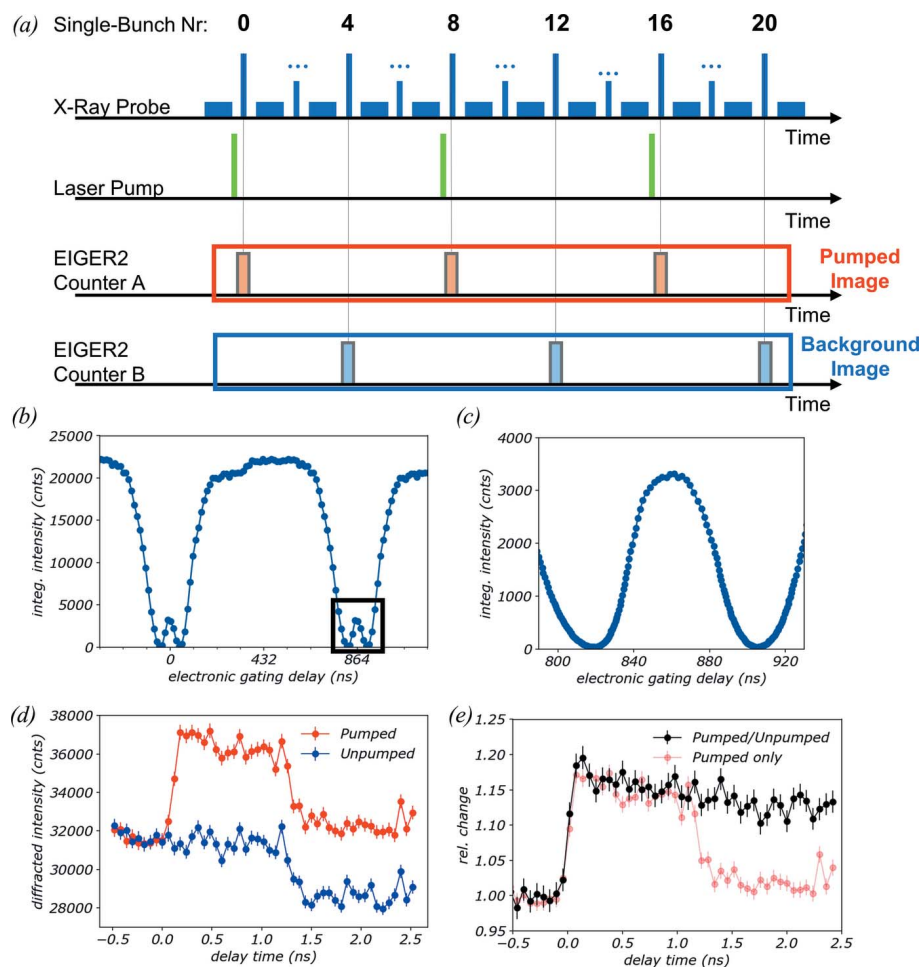 (a) Single-Bunch Nr: 0 4 8 12 16 20
... ... ... ... ...
X-Ray Probe
Time
Laser Pump
Time
EIGER2
Counter A
Pumped
Image
Time
EIGER2
Counter B
Background
Image
Time
(b)
25000
20000
15000
10000
5000
0
integ. intensity (cnts)
0 432 864
electronic gating delay (ns)
(c)
4000
3000
2000
1000
0
integ. intensity (cnts)
800 840 880 920
electronic gating delay (ns)
(d)
38000
36000
34000
32000
30000
28000
diffracted intensity (cnts)
Pumped
Unpumped
−0.5 0.0 0.5 1.0 1.5 2.0 2.5
delay time (ns)
(e)
1.25
1.20
1.15
1.10
1.05
1.00
0.95
rel. change
Pumped/Unpumped
Pumped only
−0.5 0.0 0.5 1.0 1.5 2.0 2.5
delay time (ns)